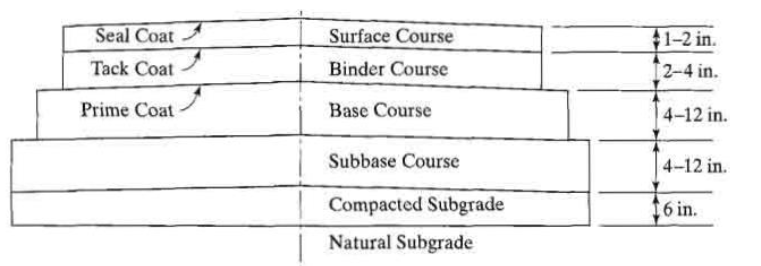 Seal Coat Surface Course 1–2 in.
Tack Coat Binder Course 2–4 in.
Prime Coat Base Course 4–12 in.
Subbase Course 4–12 in.
Compacted Subgrade 6 in.
Natural Subgrade